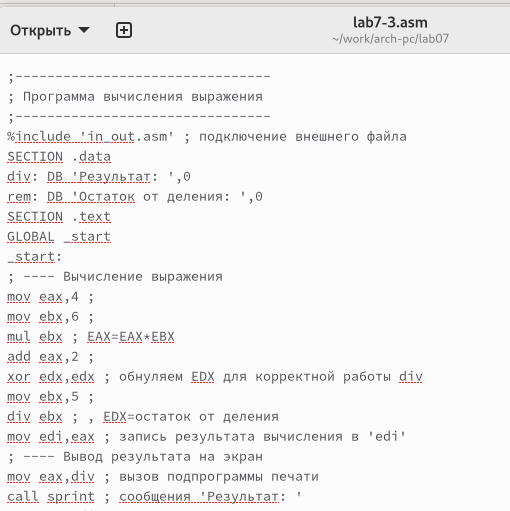 Открыть
lab7-3.asm
~/work/arch-pc/lab07
;--------------------------------
; Программа вычисления выражения
;--------------------------------
%include 'in_out.asm' ; подключение внешнего файла
SECTION .data
div: DB 'Результат: ',0
rem: DB 'Остаток от деления: ',0
SECTION .text
GLOBAL _start
_start:
; ---- Вычисление выражения
mov eax,4 ;
mov ebx,6 ;
mul ebx ; EAX=EAX*EBX
add eax,2 ;
xor edx,edx ; обнуляем EDX для корректной работы div
mov ebx,5 ;
div ebx ; , EDX=остаток от деления
mov edi,eax ; запись результата вычисления в 'edi'
; ---- Вывод результата на экран
mov eax,div ; вызов подпрограммы печати
call sprint ; сообщения 'Результат: '